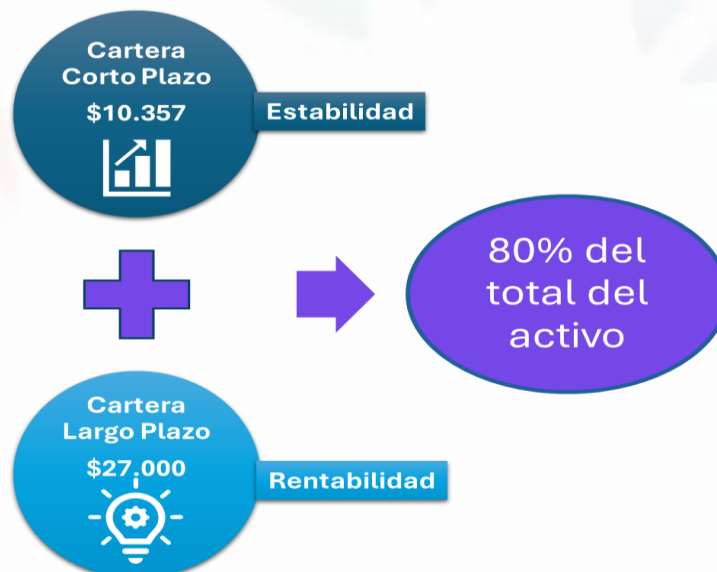 Cartera
Corto Plazo
$10.357
Estabilidad
80% del
total del
activo
Cartera
Largo Plazo
$27.000
Rentabilidad